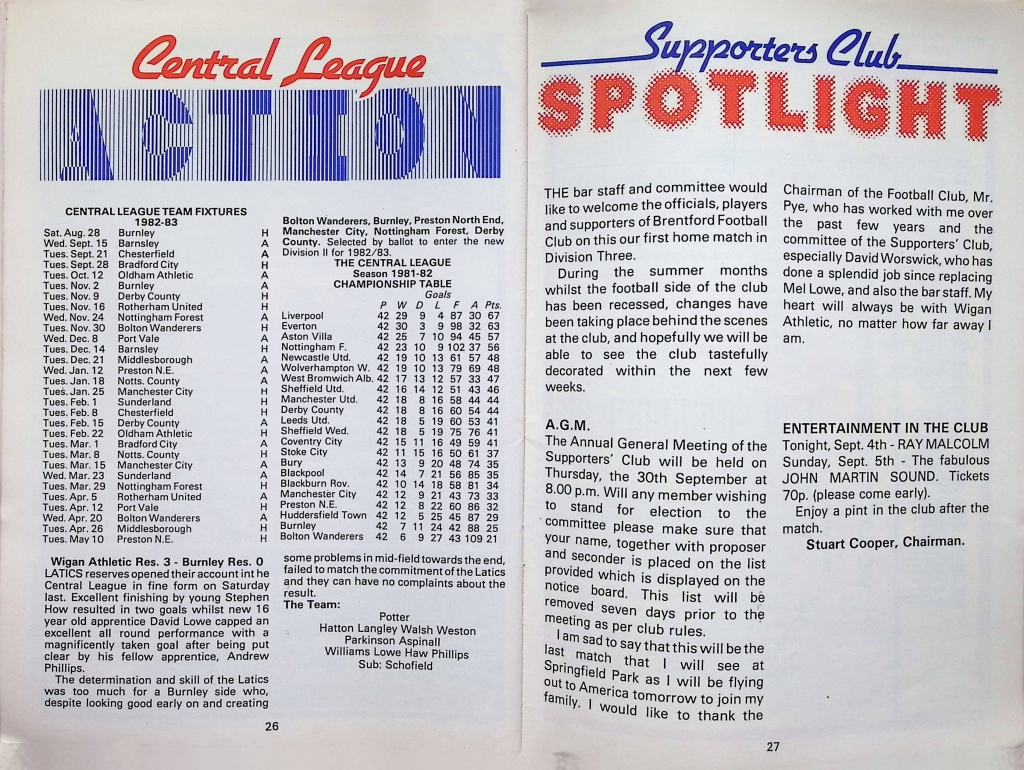 Central League
ACTION
CENTRAL LEAGUE TEAM FIXTURES
1982-83
Sat. Aug. 28 Burnley H
Wed. Sept. 15 Barnsley A
Tues. Sept. 21 Chesterfield A
Tues. Sept. 28 Bradford City H
Tues. Oct. 12 Oldham Athletic A
Tues. Nov. 2 Burnley A
Tues. Nov. 9 Derby County H
Tues. Nov. 16 Rotherham United H
Wed. Nov. 24 Nottingham Forest A
Tues. Nov. 30 Bolton Wanderers H
Wed. Dec. 8 Port Vale A
Tues. Dec. 14 Barnsley H
Tues. Dec. 21 Middlesborough A
Wed. Jan. 12 Preston N.E. A
Tues. Jan. 18 Notts. County A
Tues. Jan. 25 Manchester City H
Tues. Feb. 1 Sunderland H
Tues. Feb. 8 Chesterfield H
Tues. Feb. 15 Derby County A
Tues. Feb. 22 Oldham Athletic H
Tues. Mar. 1 Bradford City A
Tues. Mar. 8 Notts. County H
Tues. Mar. 15 Manchester City A
Wed. Mar. 23 Sunderland A
Tues. Mar. 29 Nottingham Forest H
Tues. Apr. 5 Rotherham United A
Tues. Apr. 12 Port Vale H
Wed. Apr. 20 Bolton Wanderers A
Tues. Apr. 26 Middlesborough H
Tues. May 10 Preston N.E. H
Wigan Athletic Res. 3 - Burnley Res. 0
LATICS reserves opened their account int he
Central League in fine form on Saturday
last. Excellent finishing by young Stephen
How resulted in two goals whilst new 16
year old apprentice David Lowe capped an
excellent all round performance with a
magnificently taken goal after being put
clear by his fellow apprentice, Andrew
Phillips.
The determination and skill of the Latics
was too much for a Burnley side who,
despite looking good early on and creating
Bolton Wanderers, Burnley, Preston North End,
Manchester City, Nottingham Forest, Derby
County. Selected by ballot to enter the new
Division II for 1982/83.
THE CENTRAL LEAGUE
Season 1981-82
CHAMPIONSHIP TABLE
Goals
P W D L F A Pts.
Liverpool 42 29 9 4 87 30 67
Everton 42 30 3 9 98 32 63
Aston Villa 42 25 7 10 94 45 57
Nottingham F. 42 23 10 9 102 37 56
Newcastle Utd. 42 19 10 13 61 57 48
Wolverhampton W. 42 19 10 13 79 69 48
West Bromwich Alb. 42 17 13 12 57 33 47
Sheffield Utd. 42 16 14 12 51 43 46
Manchester Utd. 42 18 8 16 58 44 44
Derby County 42 18 8 16 60 54 44
Leeds Utd. 42 18 5 19 60 53 41
Sheffield Wed. 42 18 5 19 75 76 41
Coventry City 42 15 11 16 49 59 41
Stoke City 42 11 15 16 50 61 37
Bury 42 13 9 20 48 74 35
Blackpool 42 14 7 21 56 85 35
Blackburn Rov. 42 10 14 18 58 81 34
Manchester City 42 12 9 21 43 73 33
Preston N.E. 42 12 8 22 60 86 32
Huddersfield Town 42 12 5 25 45 87 29
Burnley 42 7 11 24 42 88 25
Bolton Wanderers 42 6 9 27 43 109 21
some problems in mid-field towards the end,
failed to match the commitment of the Latics
and they can have no complaints about the
result.
The Team:
Potter
Hatton Langley Walsh Weston
Parkinson Aspinall
Williams Lowe Haw Phillips
Sub: Schofield
26
Supporters Club
SPOTLIGHT
THE bar staff and committee would
like to welcome the officials, players
and supporters of Brentford Football
Club on this our first home match in
Division Three.
During the summer months
whilst the football side of the club
has been recessed, changes have
been taking place behind the scenes
at the club, and hopefully we will be
able to see the club tastefully
decorated within the next few
weeks.
A.G.M.
The Annual General Meeting of the
Supporters' Club will be held on
Thursday, the 30th September at
8.00 p.m. Will any member wishing
to stand for election to the
committee please make sure that
your name, together with proposer
and seconder is placed on the list
provided which is displayed on the
notice board. This list will be
removed seven days prior to the
meeting as per club rules.
I am sad to say that this will be the
last match that I will see at
Springfield Park as I will be flying
out to America tomorrow to join my
family. I would like to thank the
Chairman of the Football Club, Mr.
Pye, who has worked with me over
the past few years and the
committee of the Supporters' Club,
especially David Worswick, who has
done a splendid job since replacing
Mel Lowe, and also the bar staff. My
heart will always be with Wigan
Athletic, no matter how far away I
am.
ENTERTAINMENT IN THE CLUB
Tonight, Sept. 4th - RAY MALCOLM
Sunday, Sept. 5th - The fabulous
JOHN MARTIN SOUND. Tickets
70p. (please come early).
Enjoy a pint in the club after the
match.
Stuart Cooper, Chairman.
27